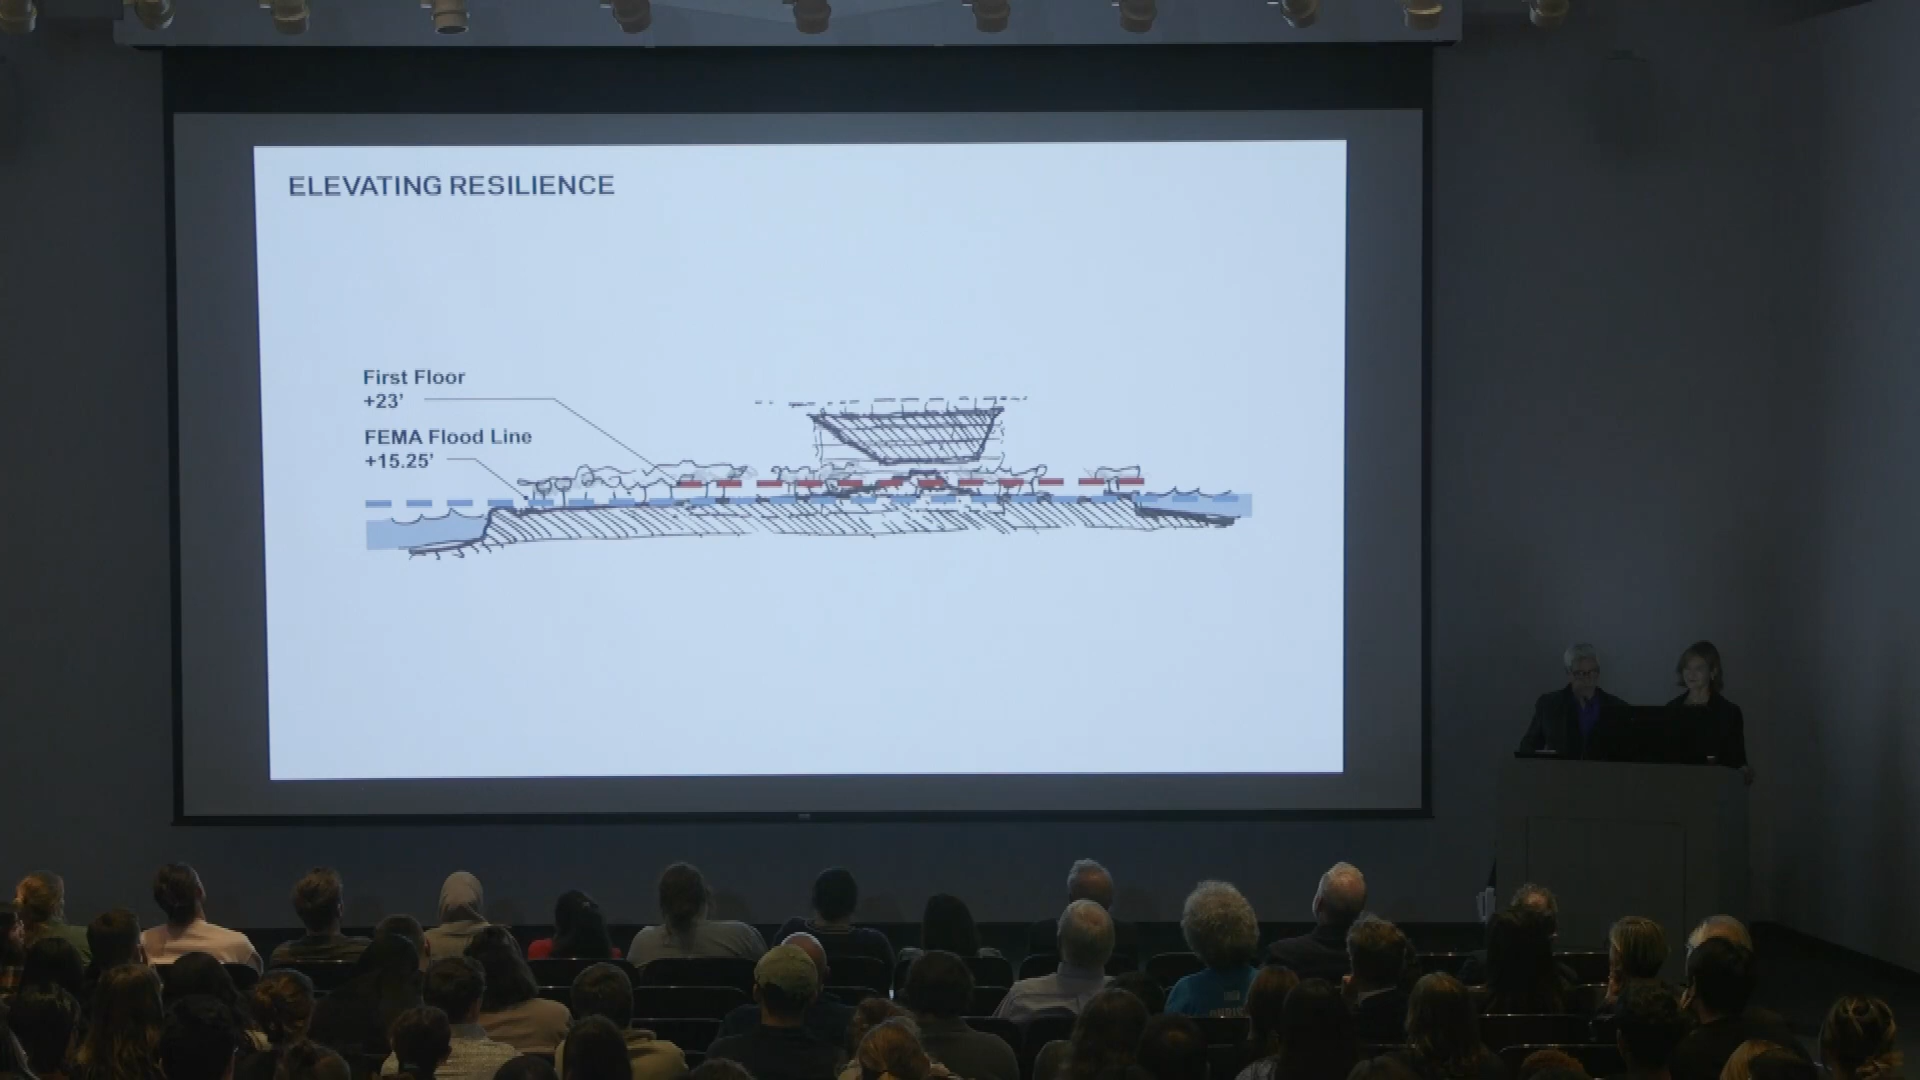 ELEVATING RESILIENCE
First Floor
+23’
FEMA Flood Line
+15.25’